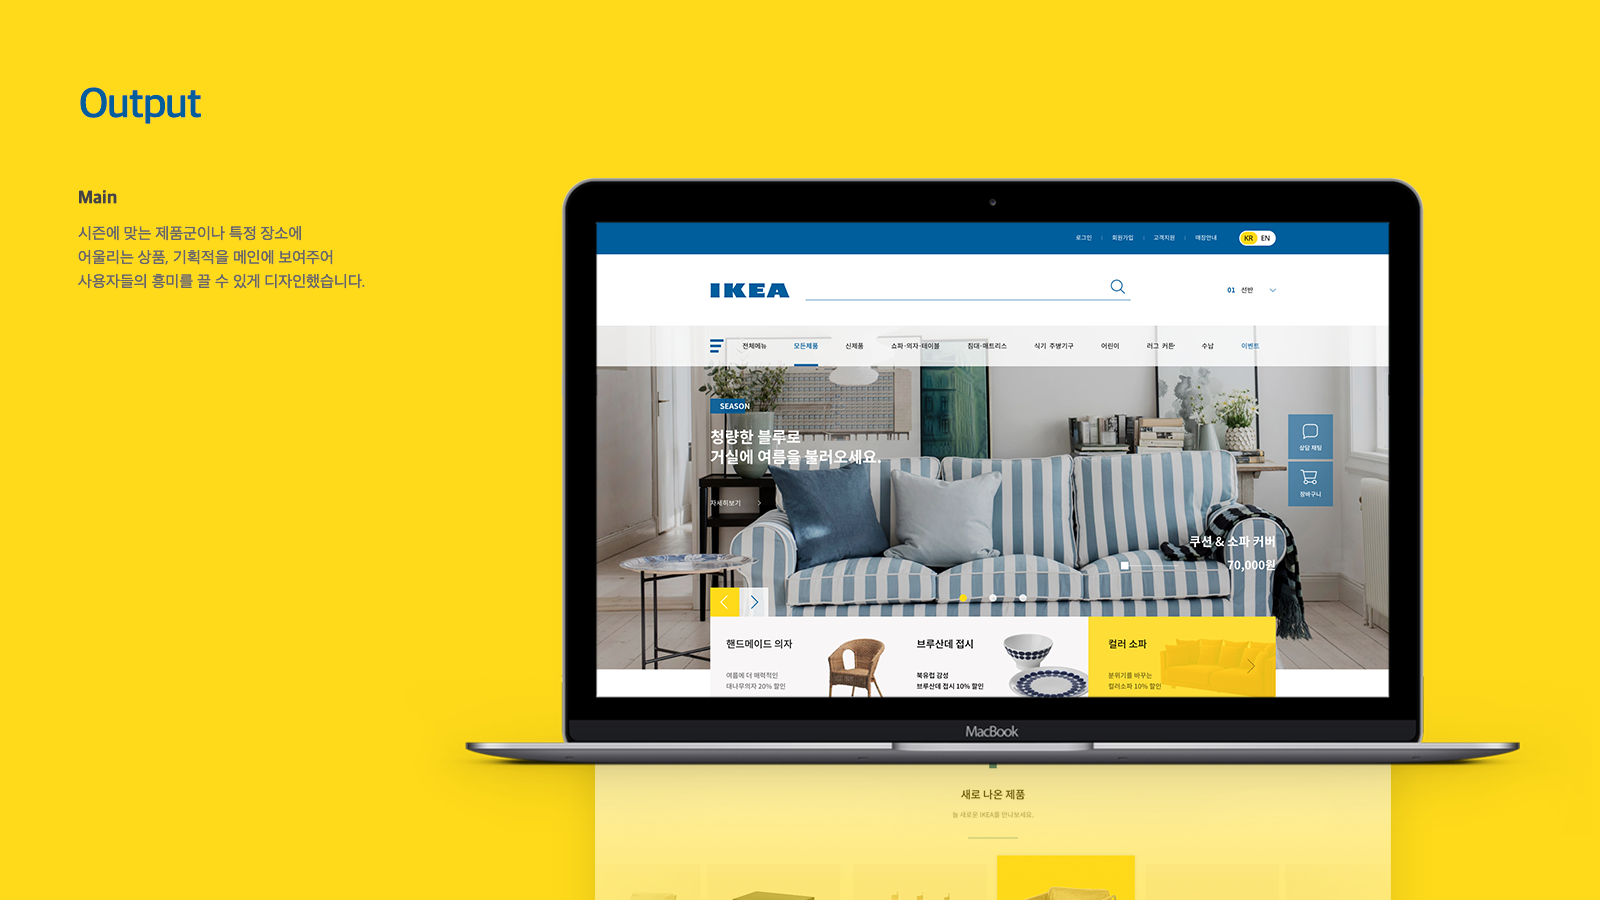 Output
Main
시즌에 맞는 제품군이나 특정 장소에
어울리는 상품, 기획적을 메인에 보여주어
사용자들의 흥미를 끌 수 있게 디자인했습니다.
로그인 | 회원가입 | 고객지원 | 매장안내 KR EN
IKEA
01 선반
전체메뉴 모든제품 신제품 쇼파·의자·테이블 침대·매트리스 식기 주방기구 어린이 러그 커튼 수납 이벤트
SEASON
청량한 블루로
거실에 여름을 불러오세요.
자세히보기
상담 채팅
장바구니
쿠션 & 소파 커버
70,000원
핸드메이드 의자
여름에 더 매력적인
대나무의자 20% 할인
브루산데 접시
북유럽 감성
브루산데 접시 10% 할인
컬러 소파
분위기를 바꾸는
컬러소파 10% 할인
MacBook
새로 나온 제품
늘 새로운 IKEA를 만나보세요.